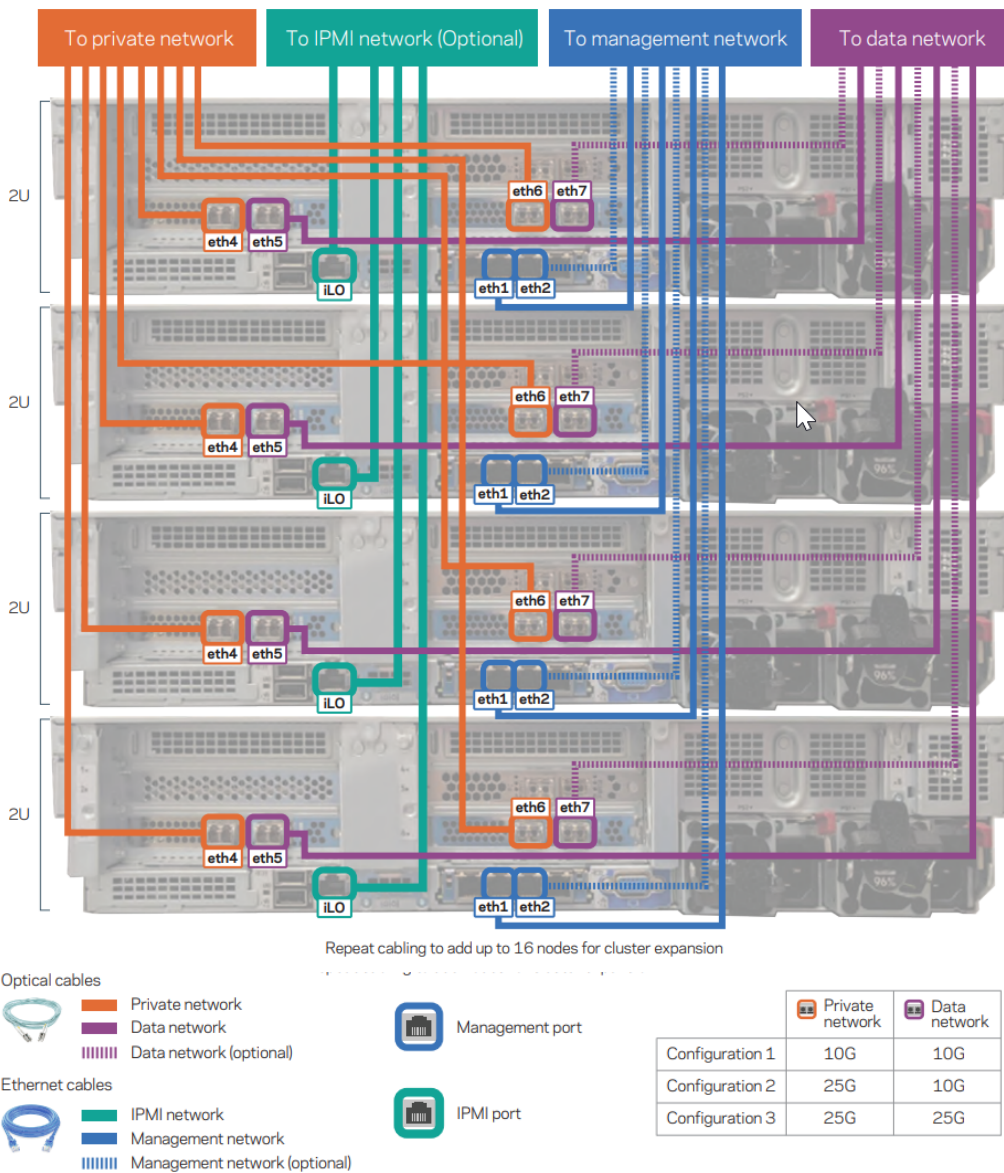 To private network
To IPMI network (Optional)
To management network
To data network
2U
eth6 eth7
eth4 eth5
iLO
eth1 eth2
2U
eth6 eth7
eth4 eth5
iLO
eth1 eth2
96%
2U
eth6 eth7
eth4 eth5
iLO
eth1 eth2
96%
2U
eth6 eth7
eth4 eth5
iLO
eth1 eth2
96%
Repeat cabling to add up to 16 nodes for cluster expansion
Optical cables
Private network
Data network
Data network (optional)
Ethernet cables
IPMI network
Management network
Management network (optional)
Management port
IPMI port
Private network
Data network
Configuration 1 10G 10G
Configuration 2 25G 10G
Configuration 3 25G 25G